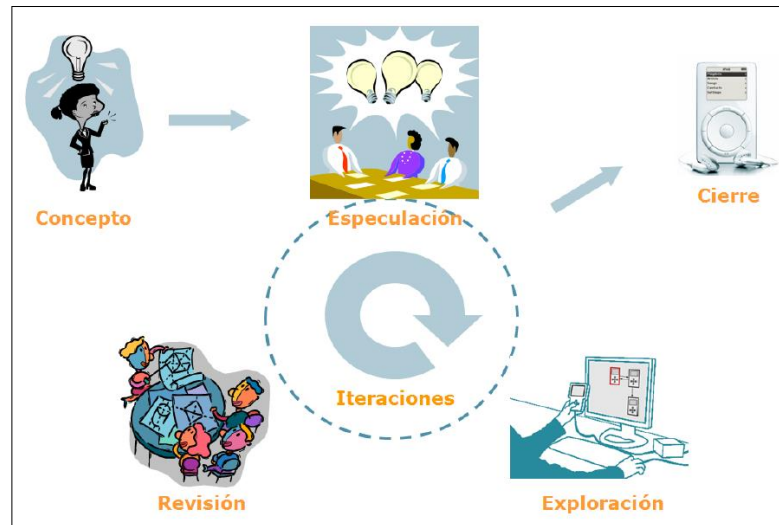 Concepto
Especulación
Cierre
Iteraciones
Revisión
Exploración